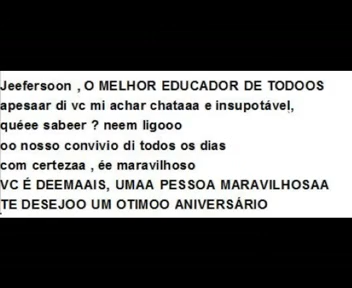 Jeefersoon , O MELHOR EDUCADOR DE TODOOS
apesaar di vc mi achar chataaa e insupotável,
quéee sabeer ? neem ligooo
oo nosso convivio di todos os dias
com certezaa , ée maravilhoso
VC É DEEMAAIS, UMAA PESSOA MARAVILHOSAA
TE DESEJOO UM OTIMOO ANIVERSÁRIO